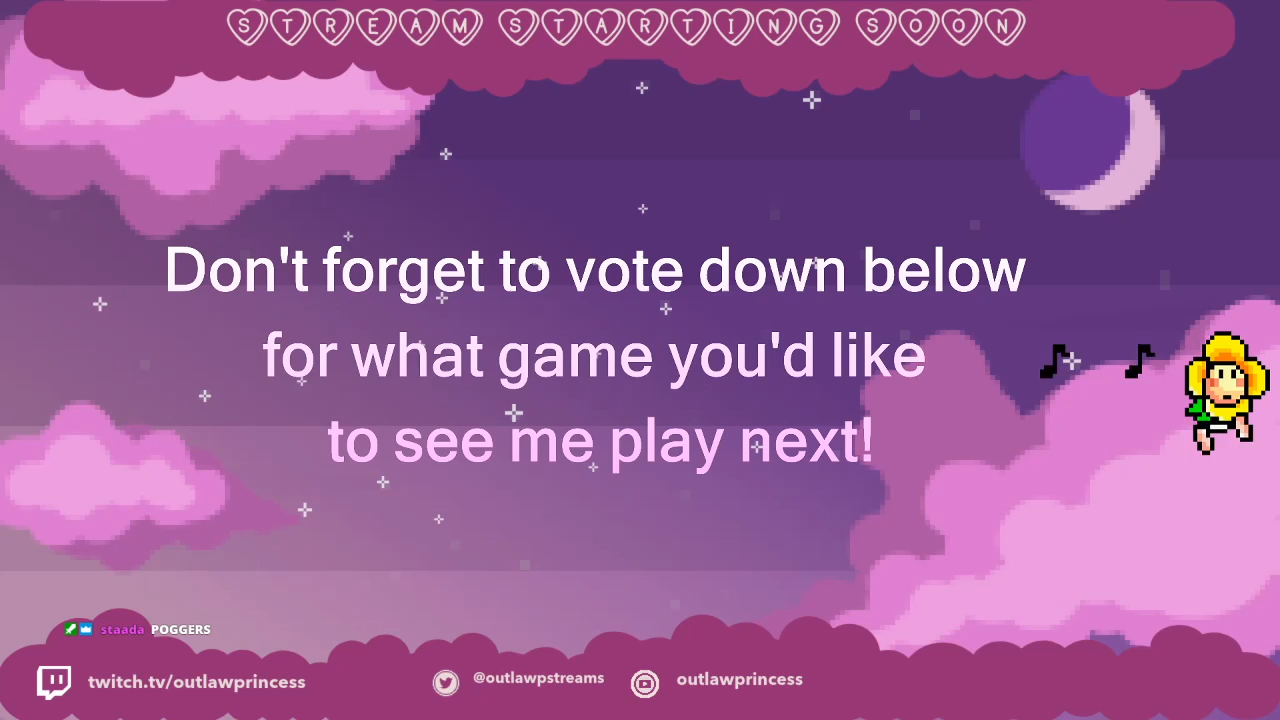 STREAM STARTING SOON
Don't forget to vote down below
for what game you'd like
to see me play next!
staada POGGERS
twitch.tv/outlawprincess
@outlawpstreams
outlawprincess